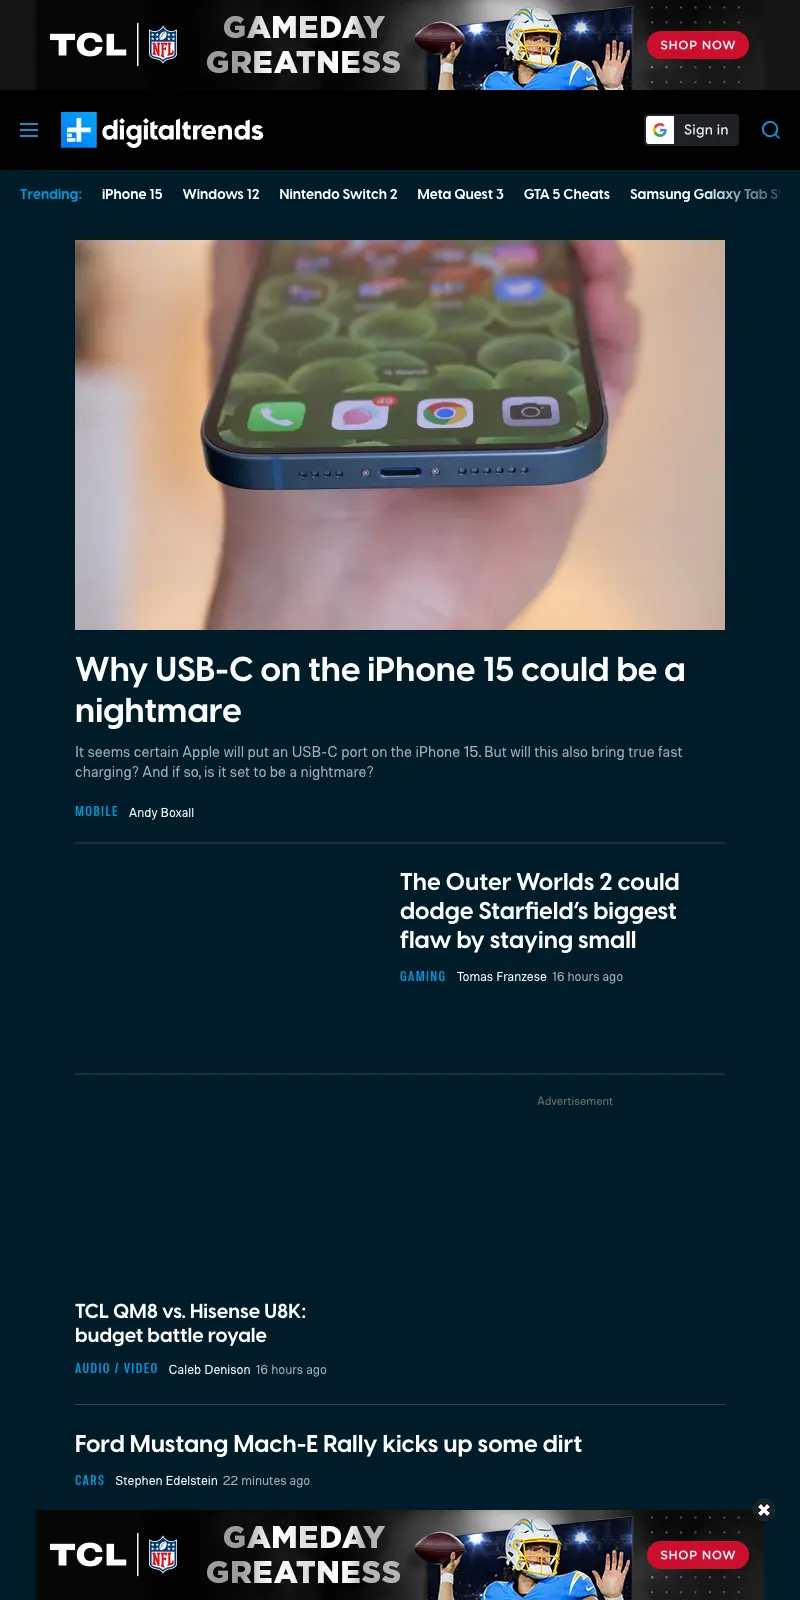 TCL NFL GAMEDAY GREATNESS SHOP NOW
digitaltrends
Sign in
Trending: iPhone 15 Windows 12 Nintendo Switch 2 Meta Quest 3 GTA 5 Cheats Samsung Galaxy Tab
49
Search
Why USB-C on the iPhone 15 could be a
nightmare
It seems certain Apple will put an USB-C port on the iPhone 15. But will this also bring true fast
charging? And if so, is it set to be a nightmare?
MOBILE Andy Boxall
The Outer Worlds 2 could
dodge Starfield’s biggest
flaw by staying small
GAMING Tomas Franzese 16 hours ago
Advertisement
TCL QM8 vs. Hisense U8K:
budget battle royale
AUDIO / VIDEO Caleb Denison 16 hours ago
Ford Mustang Mach-E Rally kicks up some dirt
CARS Stephen Edelstein 22 minutes ago
TCL NFL GAMEDAY GREATNESS SHOP NOW